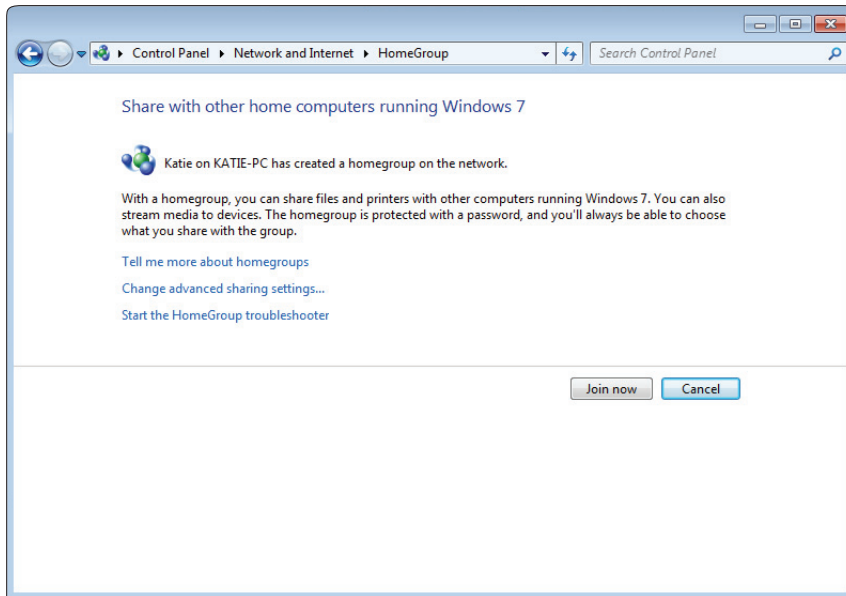 Control Panel Network and Internet HomeGroup Search Control Panel
Share with other home computers running Windows 7
Katie on KATIE-PC has created a homegroup on the network.
With a homegroup, you can share files and printers with other computers running Windows 7. You can also
stream media to devices. The homegroup is protected with a password, and you'll always be able to choose
what you share with the group.
Tell me more about homegroups
Change advanced sharing settings...
Start the HomeGroup troubleshooter
Join now Cancel